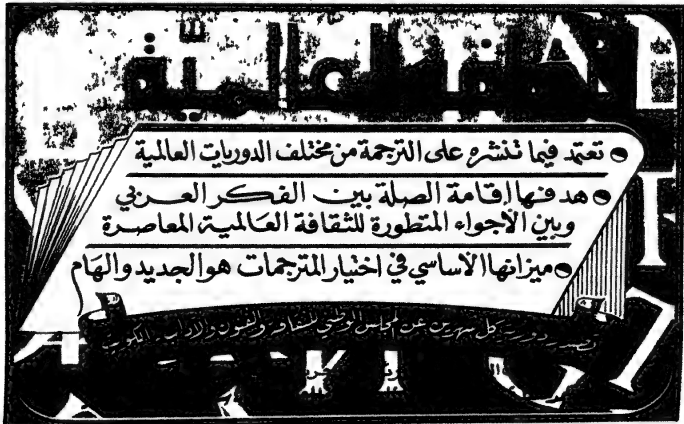 الثقافة العالمية
تعتمد فيما تنشره على الترجمة من مختلف الدوريات العالمية
هدفها إقامة الصلة بين الفكر العربي
وبين الأجواء المتطورة للثقافة العالمية المعاصرة
ميزانها الأساسي في اختيار المترجمات هو الجديد والهام
تصدر دورية كل شهرين عن المجلس الوطني للثقافة والفنون والآداب - الكويت